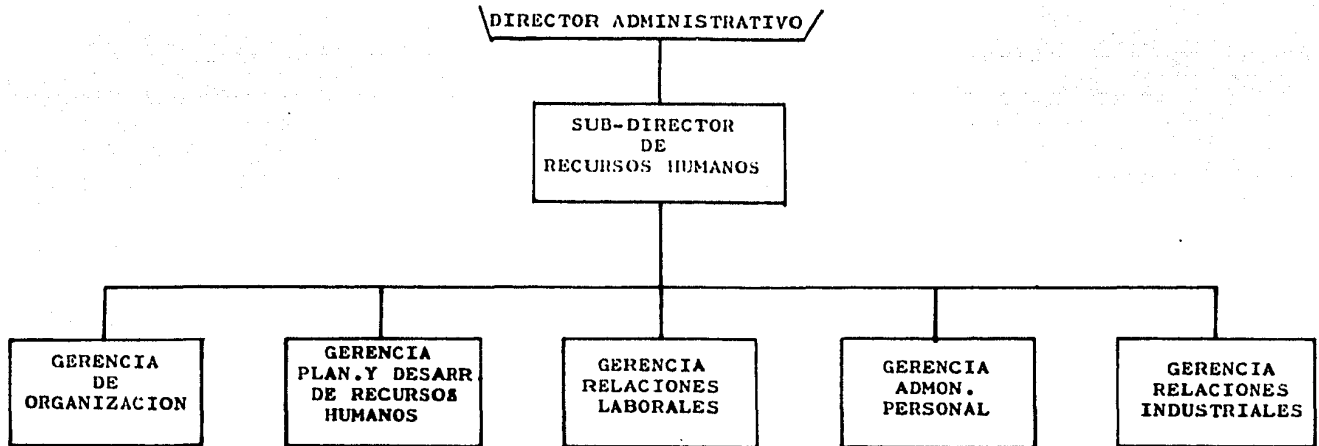 DIRECTOR ADMINISTRATIVO
SUB-DIRECTOR
DE
RECURSOS HUMANOS
GERENCIA
DE
ORGANIZACION
GERENCIA
PLAN.Y DESARR
DE RECURSOS
HUMANOS
GERENCIA
RELACIONES
LABORALES
GERENCIA
ADMON.
PERSONAL
GERENCIA
RELACIONES
INDUSTRIALES